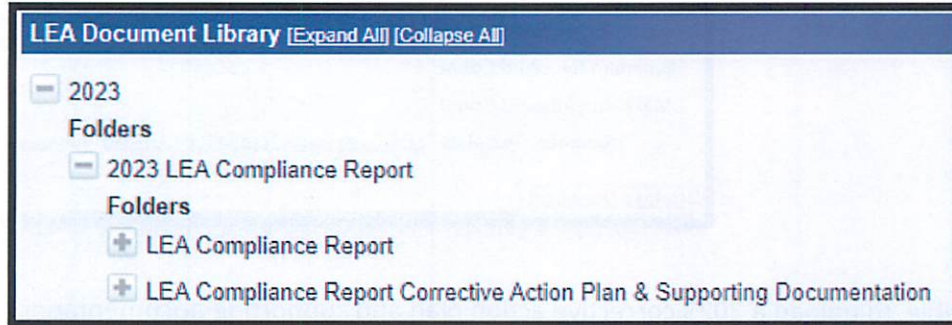 LEA Document Library [Expand All] [Collapse All]
2023
Folders
2023 LEA Compliance Report
Folders
LEA Compliance Report
LEA Compliance Report Corrective Action Plan & Supporting Documentation